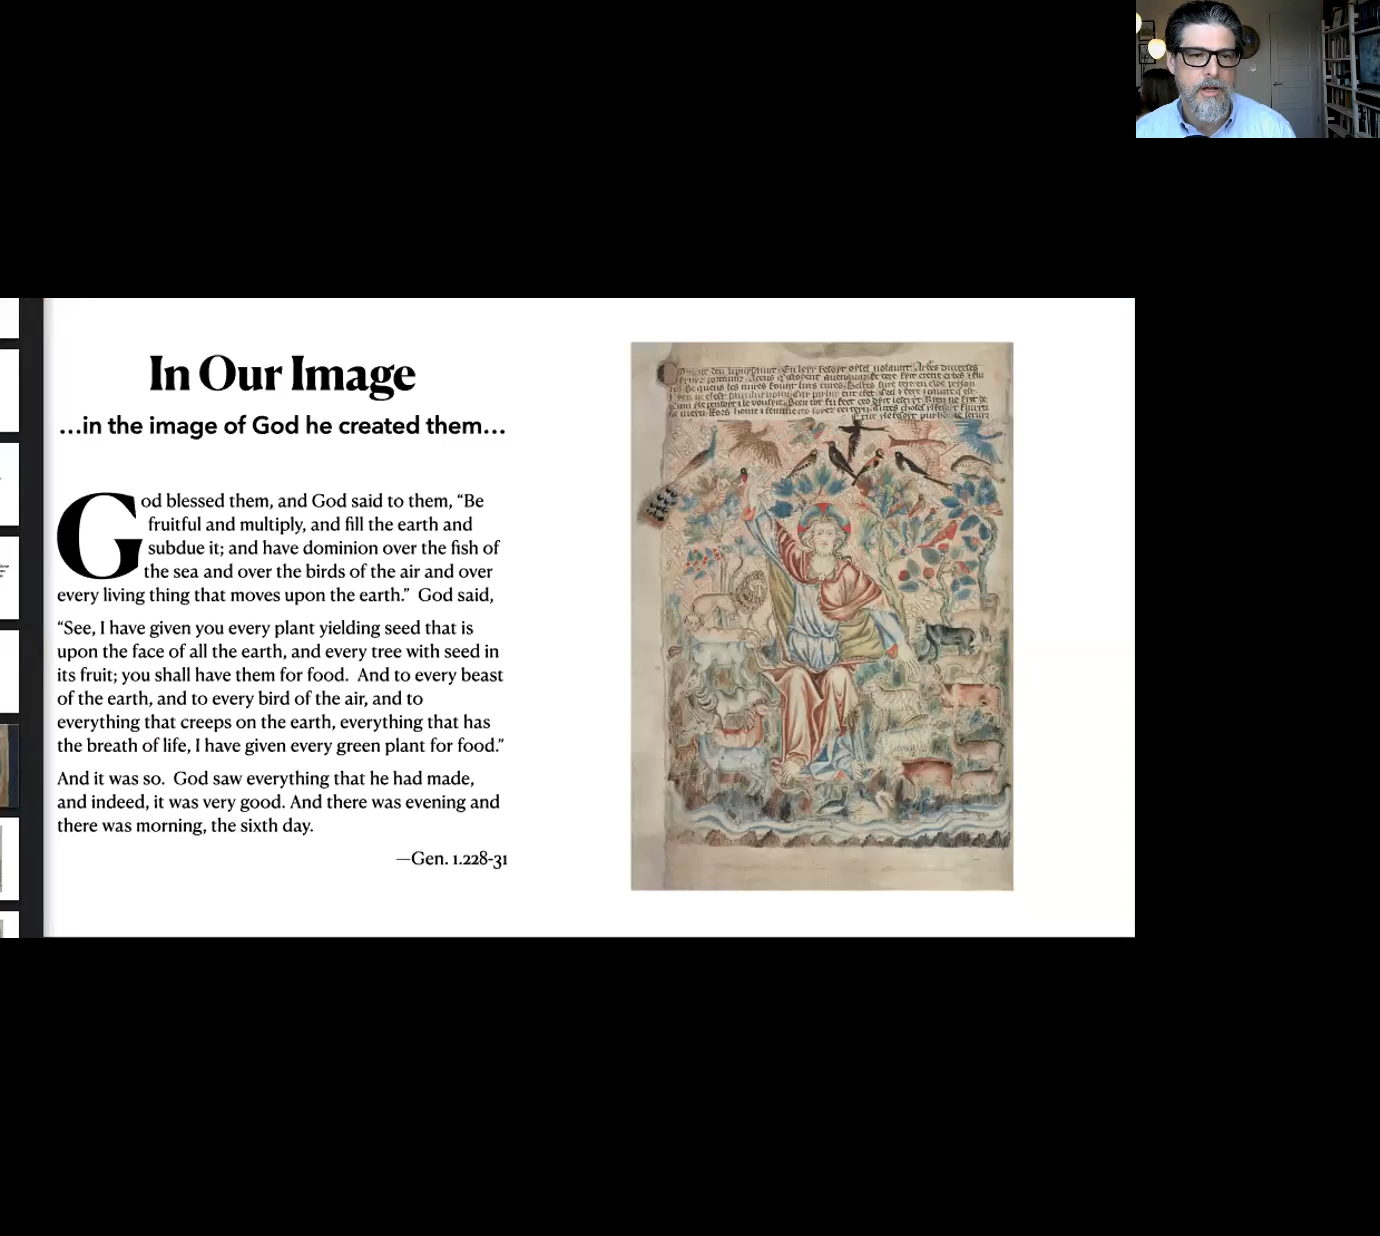 In Our Image
…in the image of God he created them…
God blessed them, and God said to them, “Be
fruitful and multiply, and fill the earth and
subdue it; and have dominion over the fish of
the sea and over the birds of the air and over
every living thing that moves upon the earth.”  God said,
“See, I have given you every plant yielding seed that is
upon the face of all the earth, and every tree with seed in
its fruit; you shall have them for food.  And to every beast
of the earth, and to every bird of the air, and to
everything that creeps on the earth, everything that has
the breath of life, I have given every green plant for food.”
And it was so.  God saw everything that he had made,
and indeed, it was very good. And there was evening and
there was morning, the sixth day.
—Gen. 1.228-31